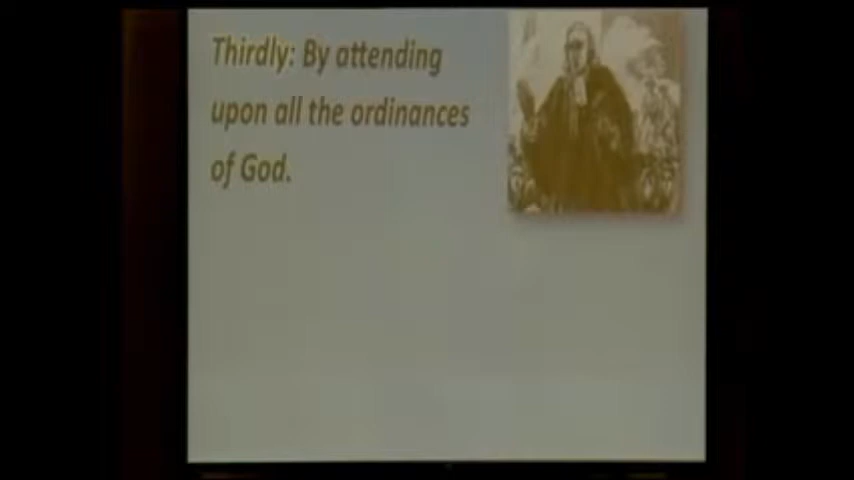 Thirdly: By attending
upon all the ordinances
of God.